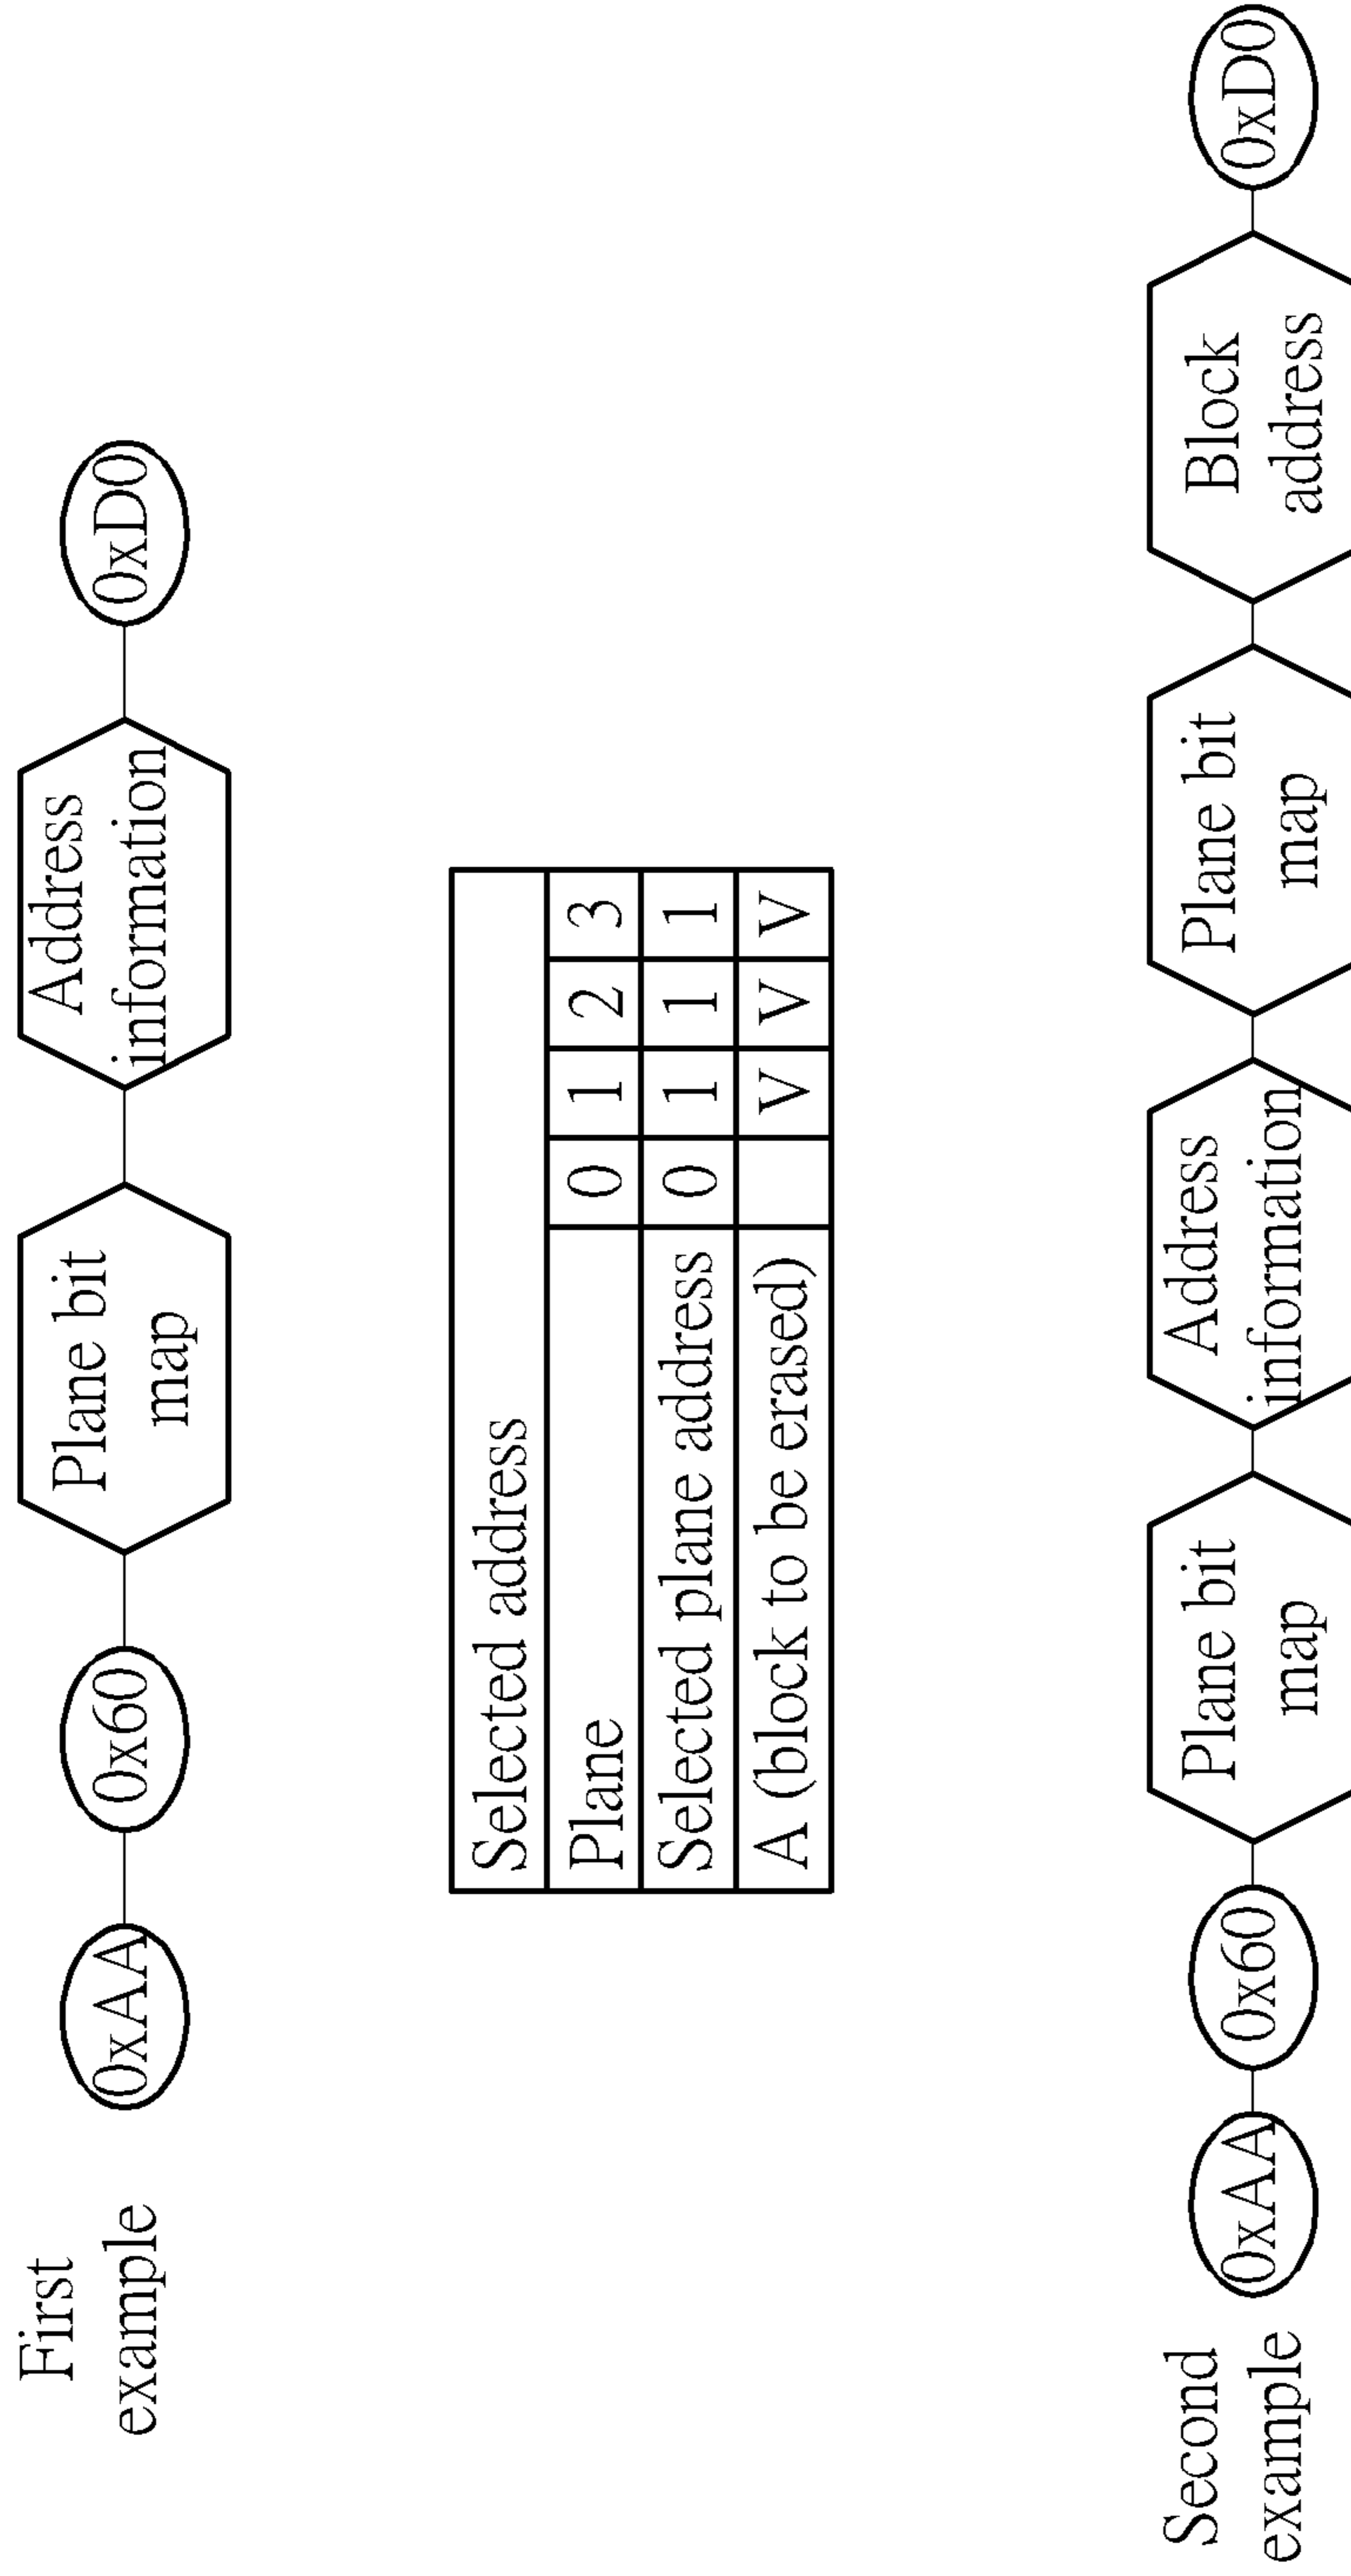 First
example
0xAA
0x60
Plane bit
map
Address
information
0xD0
Selected address
Plane 0 1 2 3
Selected plane address 0 1 1 1
A (block to be erased) V V V
Second
example
0xAA
0x60
Plane bit
map
Address
information
Plane bit
map
Block
address
0xD0